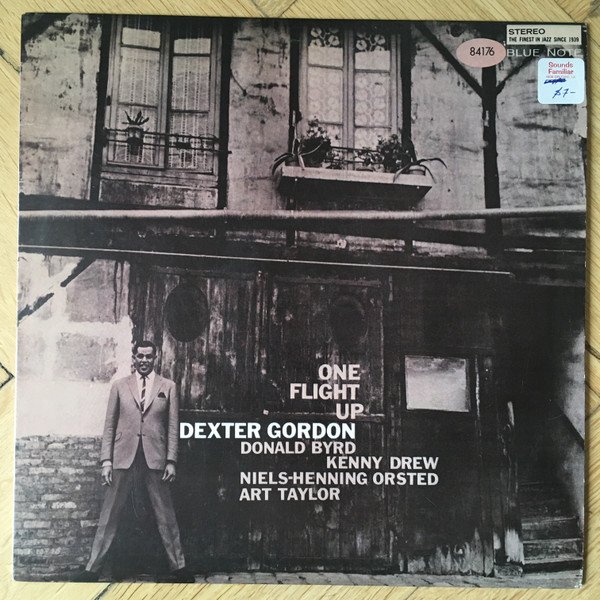 STEREO
THE FINEST IN JAZZ SINCE 1939
84176
BLUE NOTE
Sounds
Familiar
ONE
FLIGHT
UP
DEXTER GORDON
DONALD BYRD
KENNY DREW
NIELS-HENNING ORSTED
ART TAYLOR